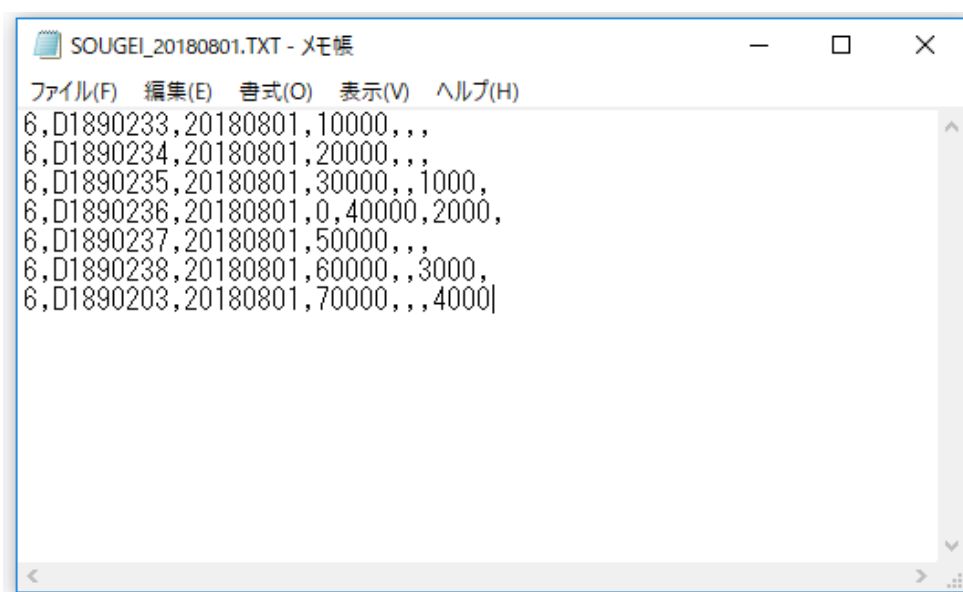 SOUGEI_20180801.TXT - メモ帳
ファイル(F) 編集(E) 書式(O) 表示(V) ヘルプ(H)
6,D1890233,20180801,10000,,,
6,D1890234,20180801,20000,,,
6,D1890235,20180801,30000,,1000,
6,D1890236,20180801,0,40000,2000,
6,D1890237,20180801,50000,,,
6,D1890238,20180801,60000,,3000,
6,D1890203,20180801,70000,,,4000